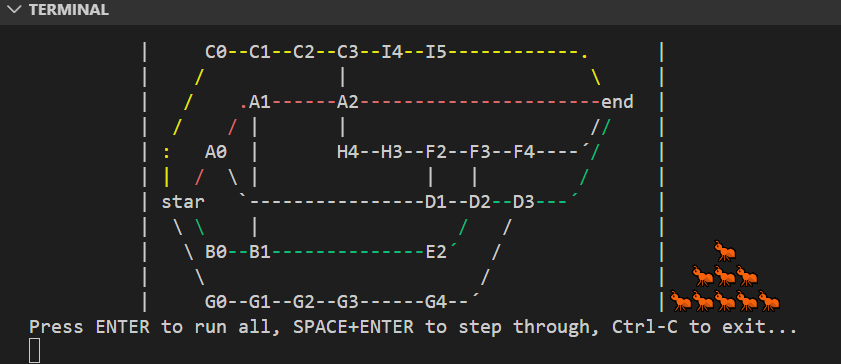 TERMINAL
| C0--C1--C2--C3--I4--I5------------. |
| / | \ |
| / .A1------A2----------------------end |
| / / | | // |
| : A0 | H4--H3--F2--F3--F4----´/ |
| | / \ | | | / |
| star `----------------D1--D2--D3---´ |
| \ \ | / / |
| \ B0--B1--------------E2´ / |
| \ / |
| G0--G1--G2--G3------G4--´ |
Press ENTER to run all, SPACE+ENTER to step through, Ctrl-C to exit...